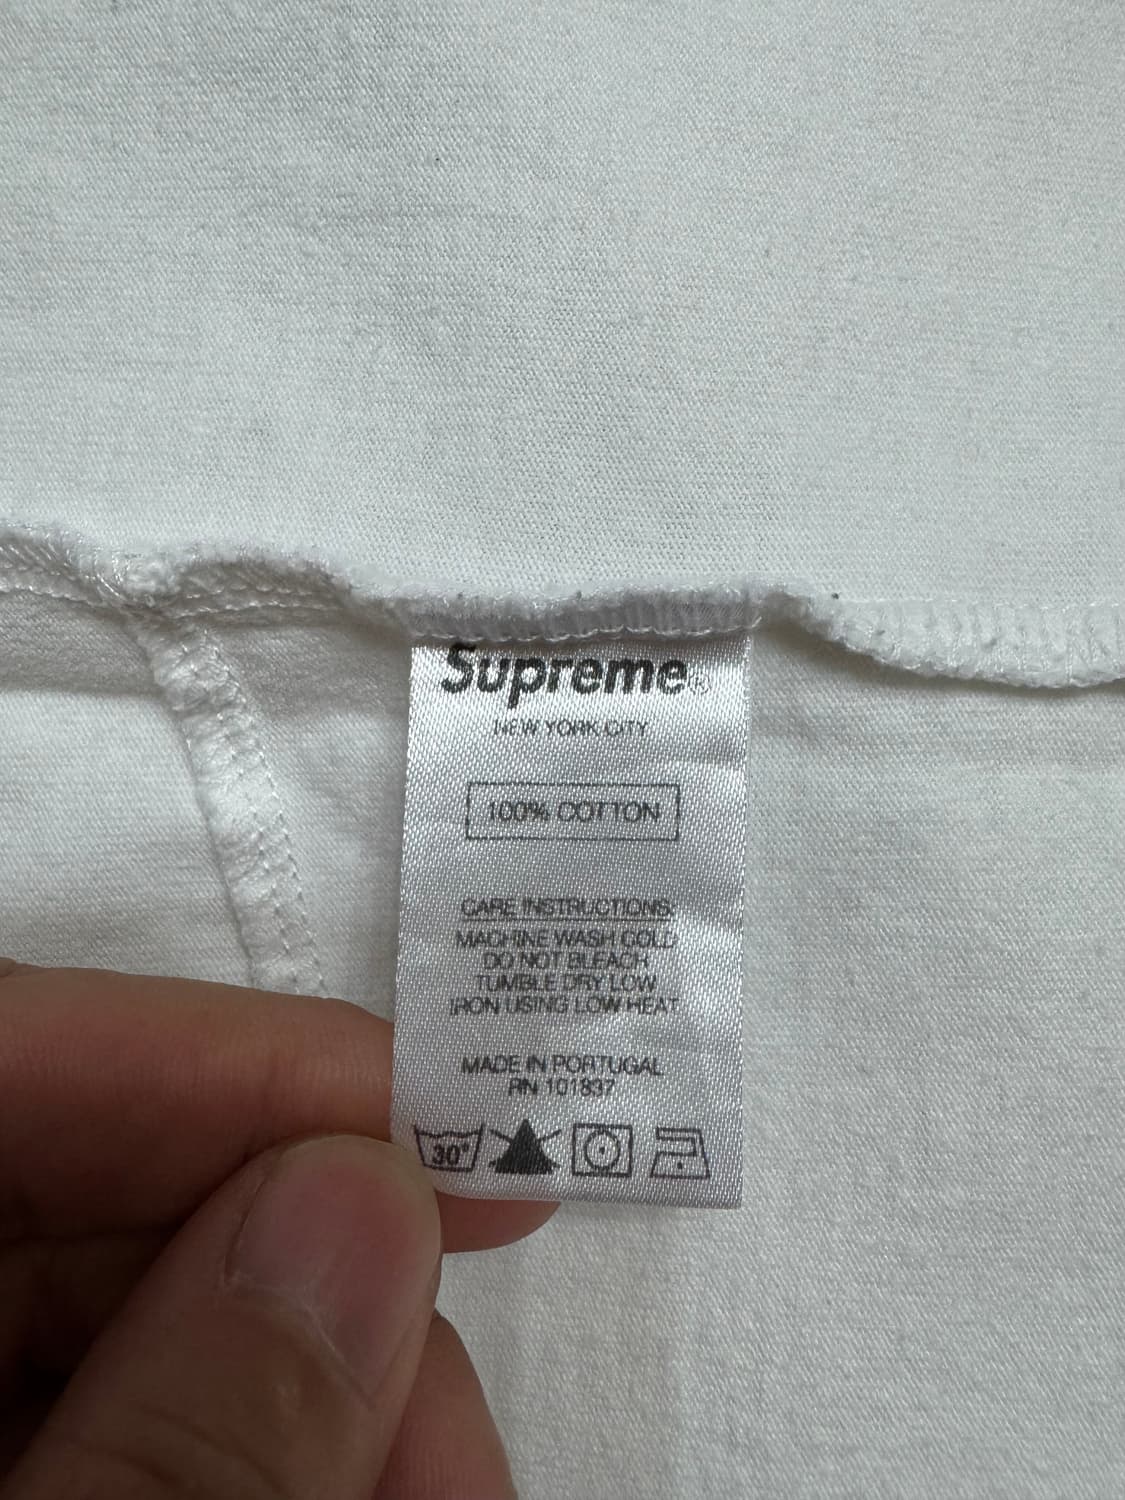 Supreme®
NEW YORK CITY
100% COTTON
CARE INSTRUCTIONS:
MACHINE WASH COLD
DO NOT BLEACH
TUMBLE DRY LOW
IRON USING LOW HEAT
MADE IN PORTUGAL
RN 101837
30°